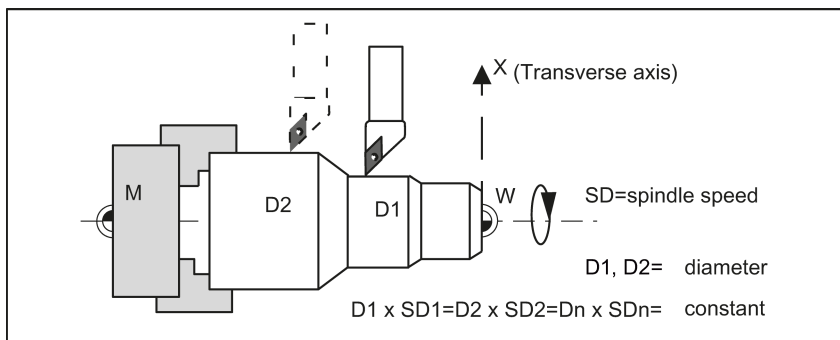 X (Transverse axis)
M
D2
D1
W
SD=spindle speed
D1, D2= diameter
D1 x SD1=D2 x SD2=Dn x SDn= constant